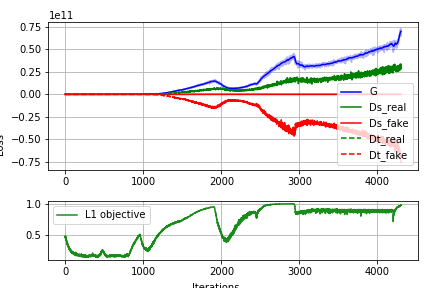 1e11
0.75
0.50
0.25
0.00
−0.25
−0.50
−0.75
Loss
G
Ds_real
Ds_fake
Dt_real
Dt_fake
0 1000 2000 3000 4000
1.0
0.5
L1 objective
0 1000 2000 3000 4000
Iterations